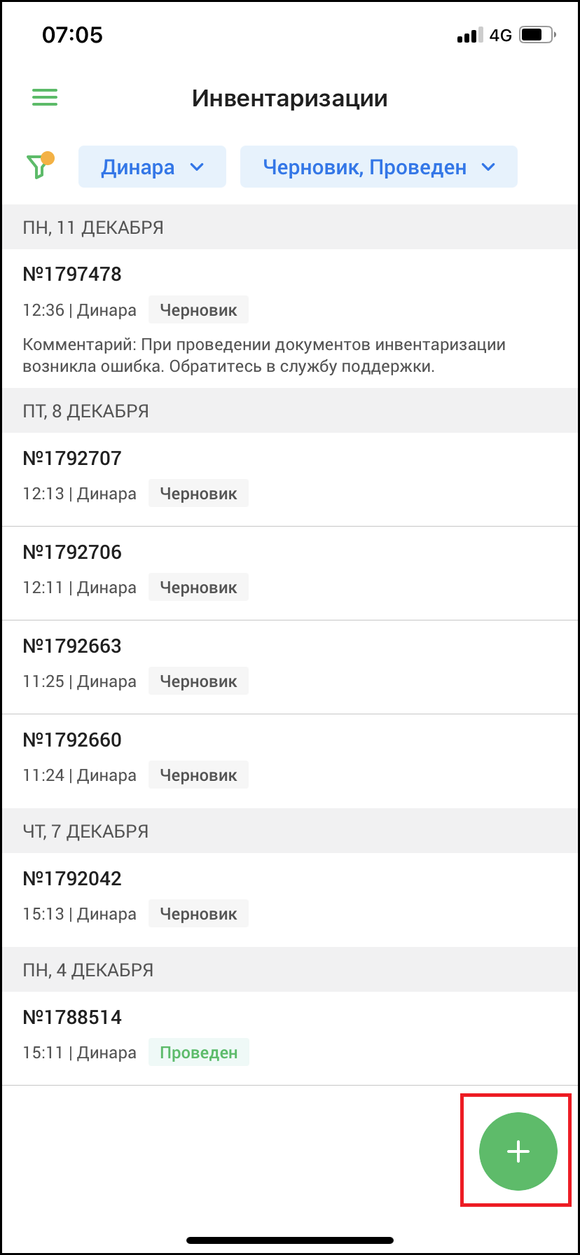 07:05
4G
Инвентаризации
Динара
Черновик, Проведен
ПН, 11 ДЕКАБРЯ
№1797478
12:36 | Динара Черновик
Комментарий: При проведении документов инвентаризации
возникла ошибка. Обратитесь в службу поддержки.
ПТ, 8 ДЕКАБРЯ
№1792707
12:13 | Динара Черновик
№1792706
12:11 | Динара Черновик
№1792663
11:25 | Динара Черновик
№1792660
11:24 | Динара Черновик
ЧТ, 7 ДЕКАБРЯ
№1792042
15:13 | Динара Черновик
ПН, 4 ДЕКАБРЯ
№1788514
15:11 | Динара Проведен